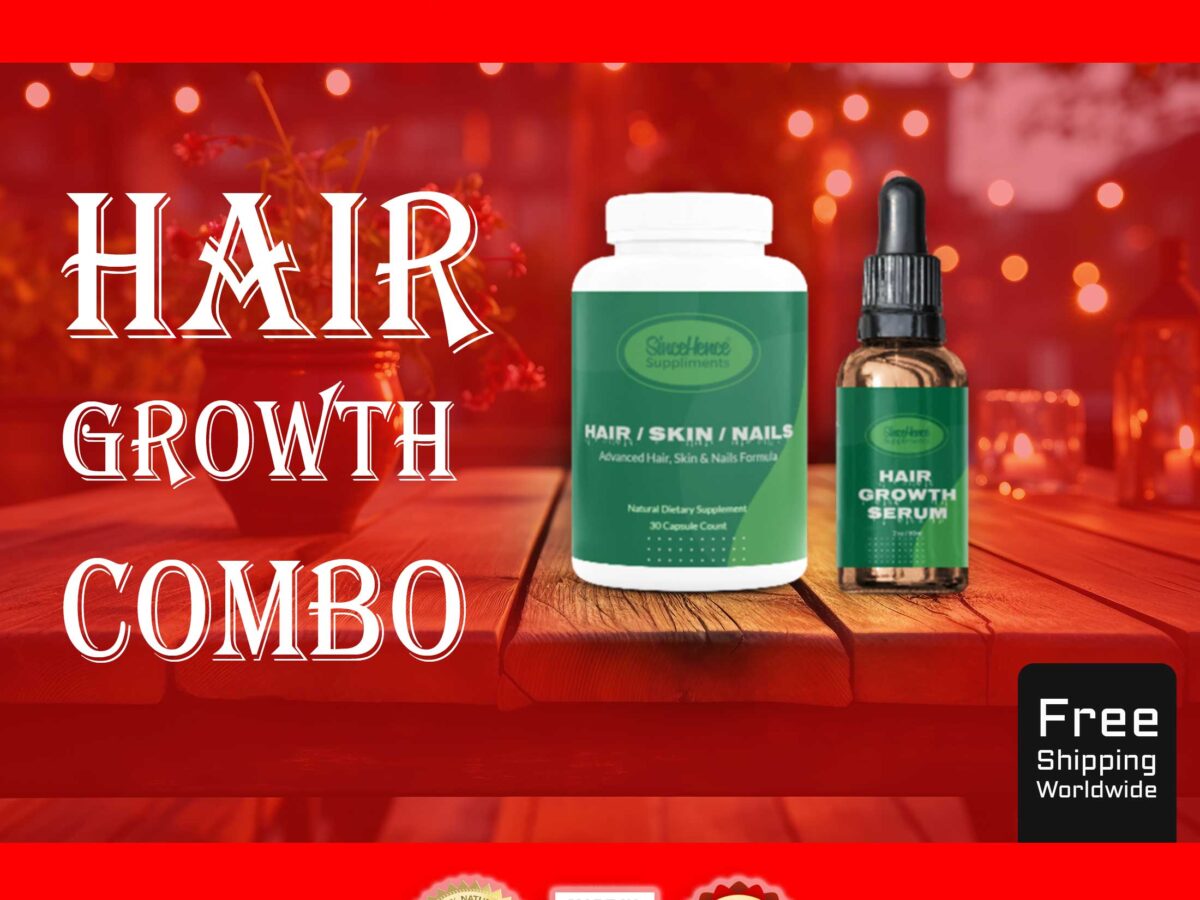 HAIR
GROWTH
COMBO
SinceHence®
Suppliments
HAIR / SKIN / NAILS
Advanced Hair, Skin & Nails Formula
Natural Dietary Supplement
30 Capsule Count
SinceHence
Suppliments
HAIR
GROWTH
SERUM
Free
Shipping
Worldwide